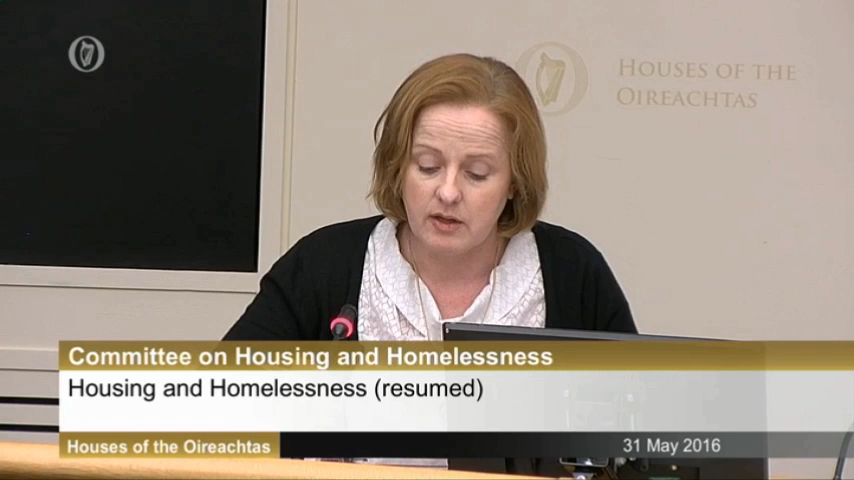 HOUSES OF THE
OIREACHTAS
Committee on Housing and Homelessness
Housing and Homelessness (resumed)
Houses of the Oireachtas
31 May 2016